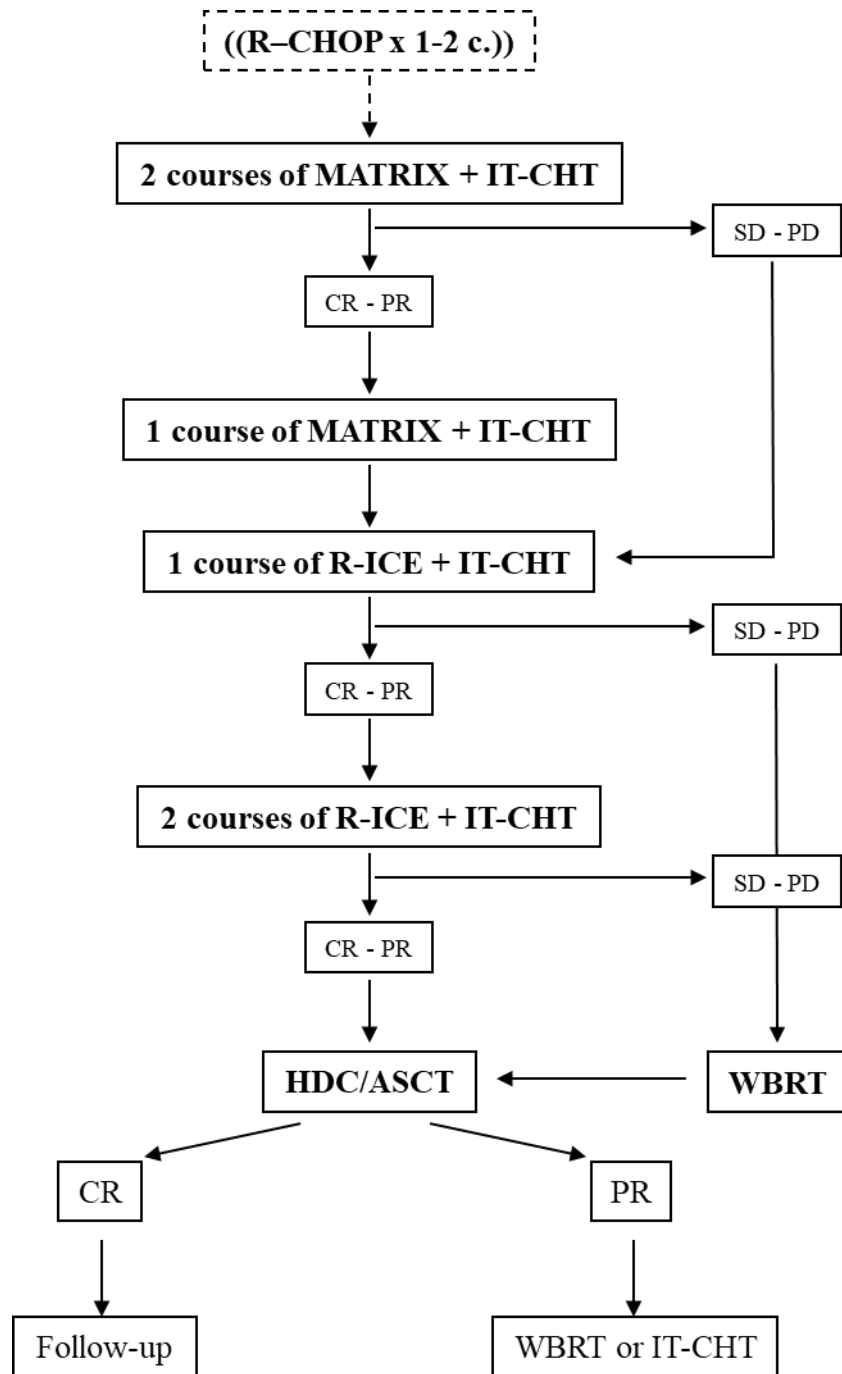 ((R–CHOP x 1-2 c.))
2 courses of MATRIX + IT-CHT
SD - PD
CR - PR
1 course of MATRIX + IT-CHT
1 course of R-ICE + IT-CHT
SD - PD
CR - PR
2 courses of R-ICE + IT-CHT
SD - PD
CR - PR
HDC/ASCT
WBRT
CR
PR
Follow-up
WBRT or IT-CHT